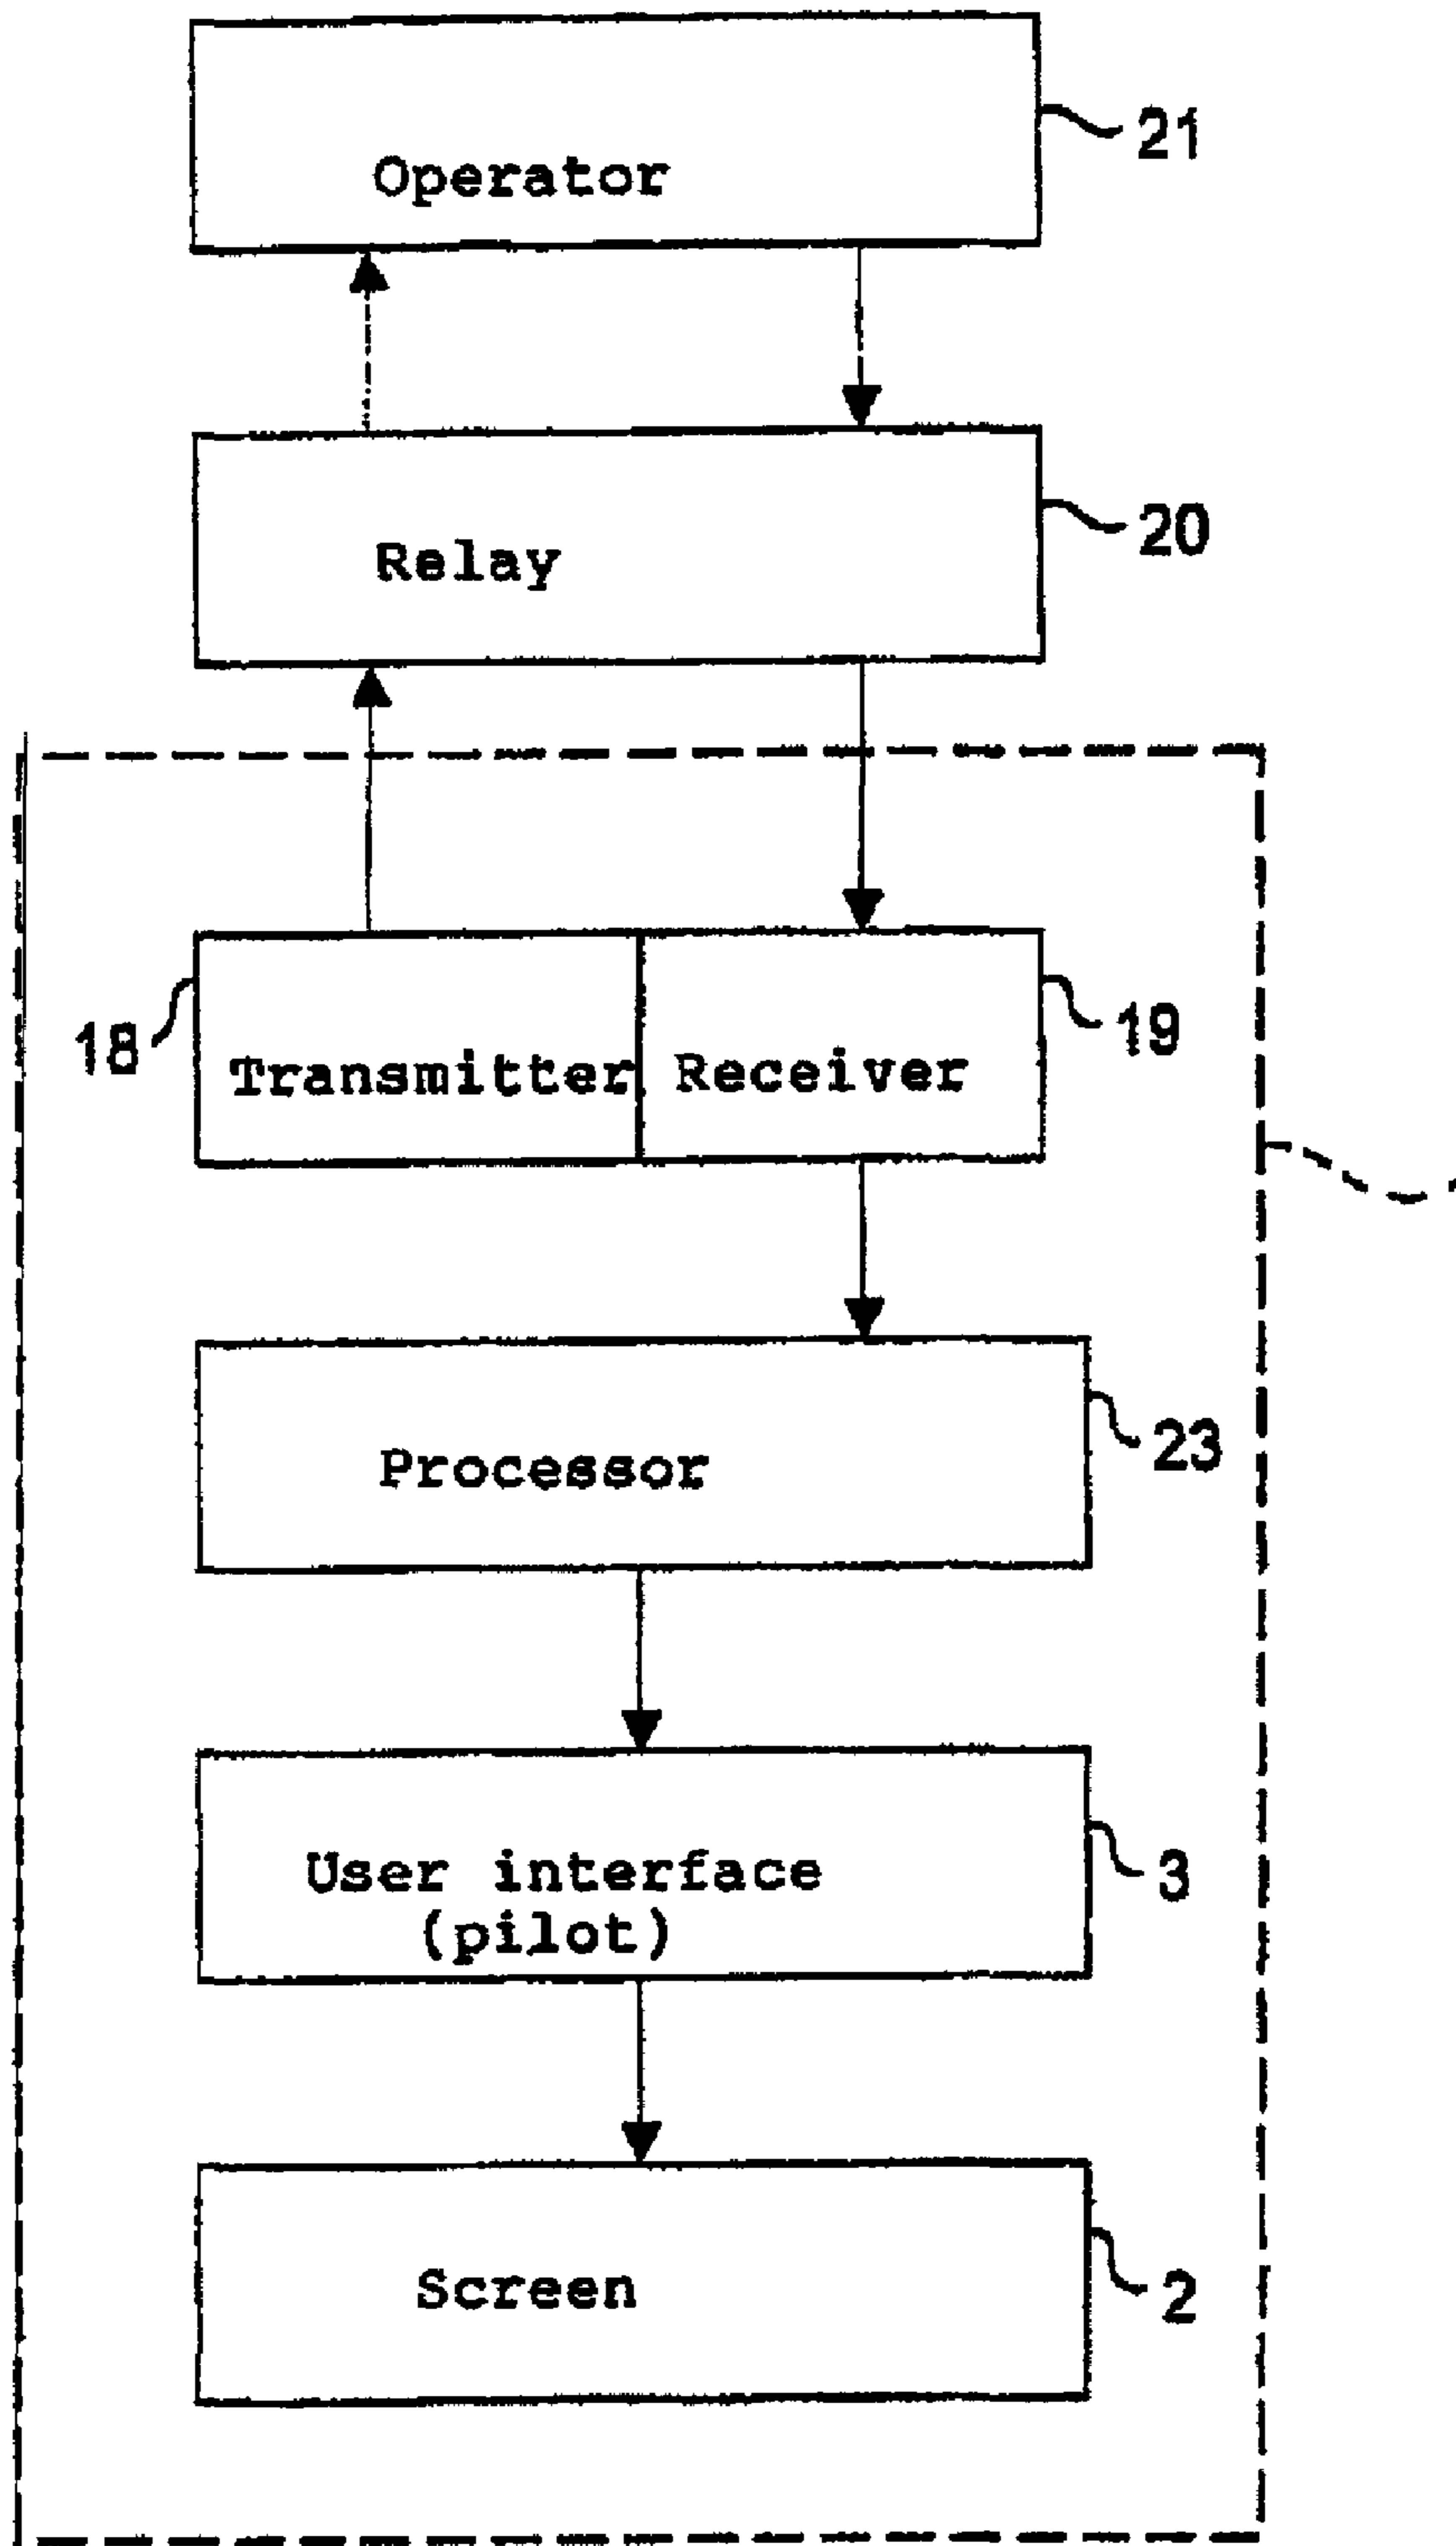 Operator
21
Relay
20
18
Transmitter
Receiver
19
Processor
23
User interface
(pilot)
3
Screen
2